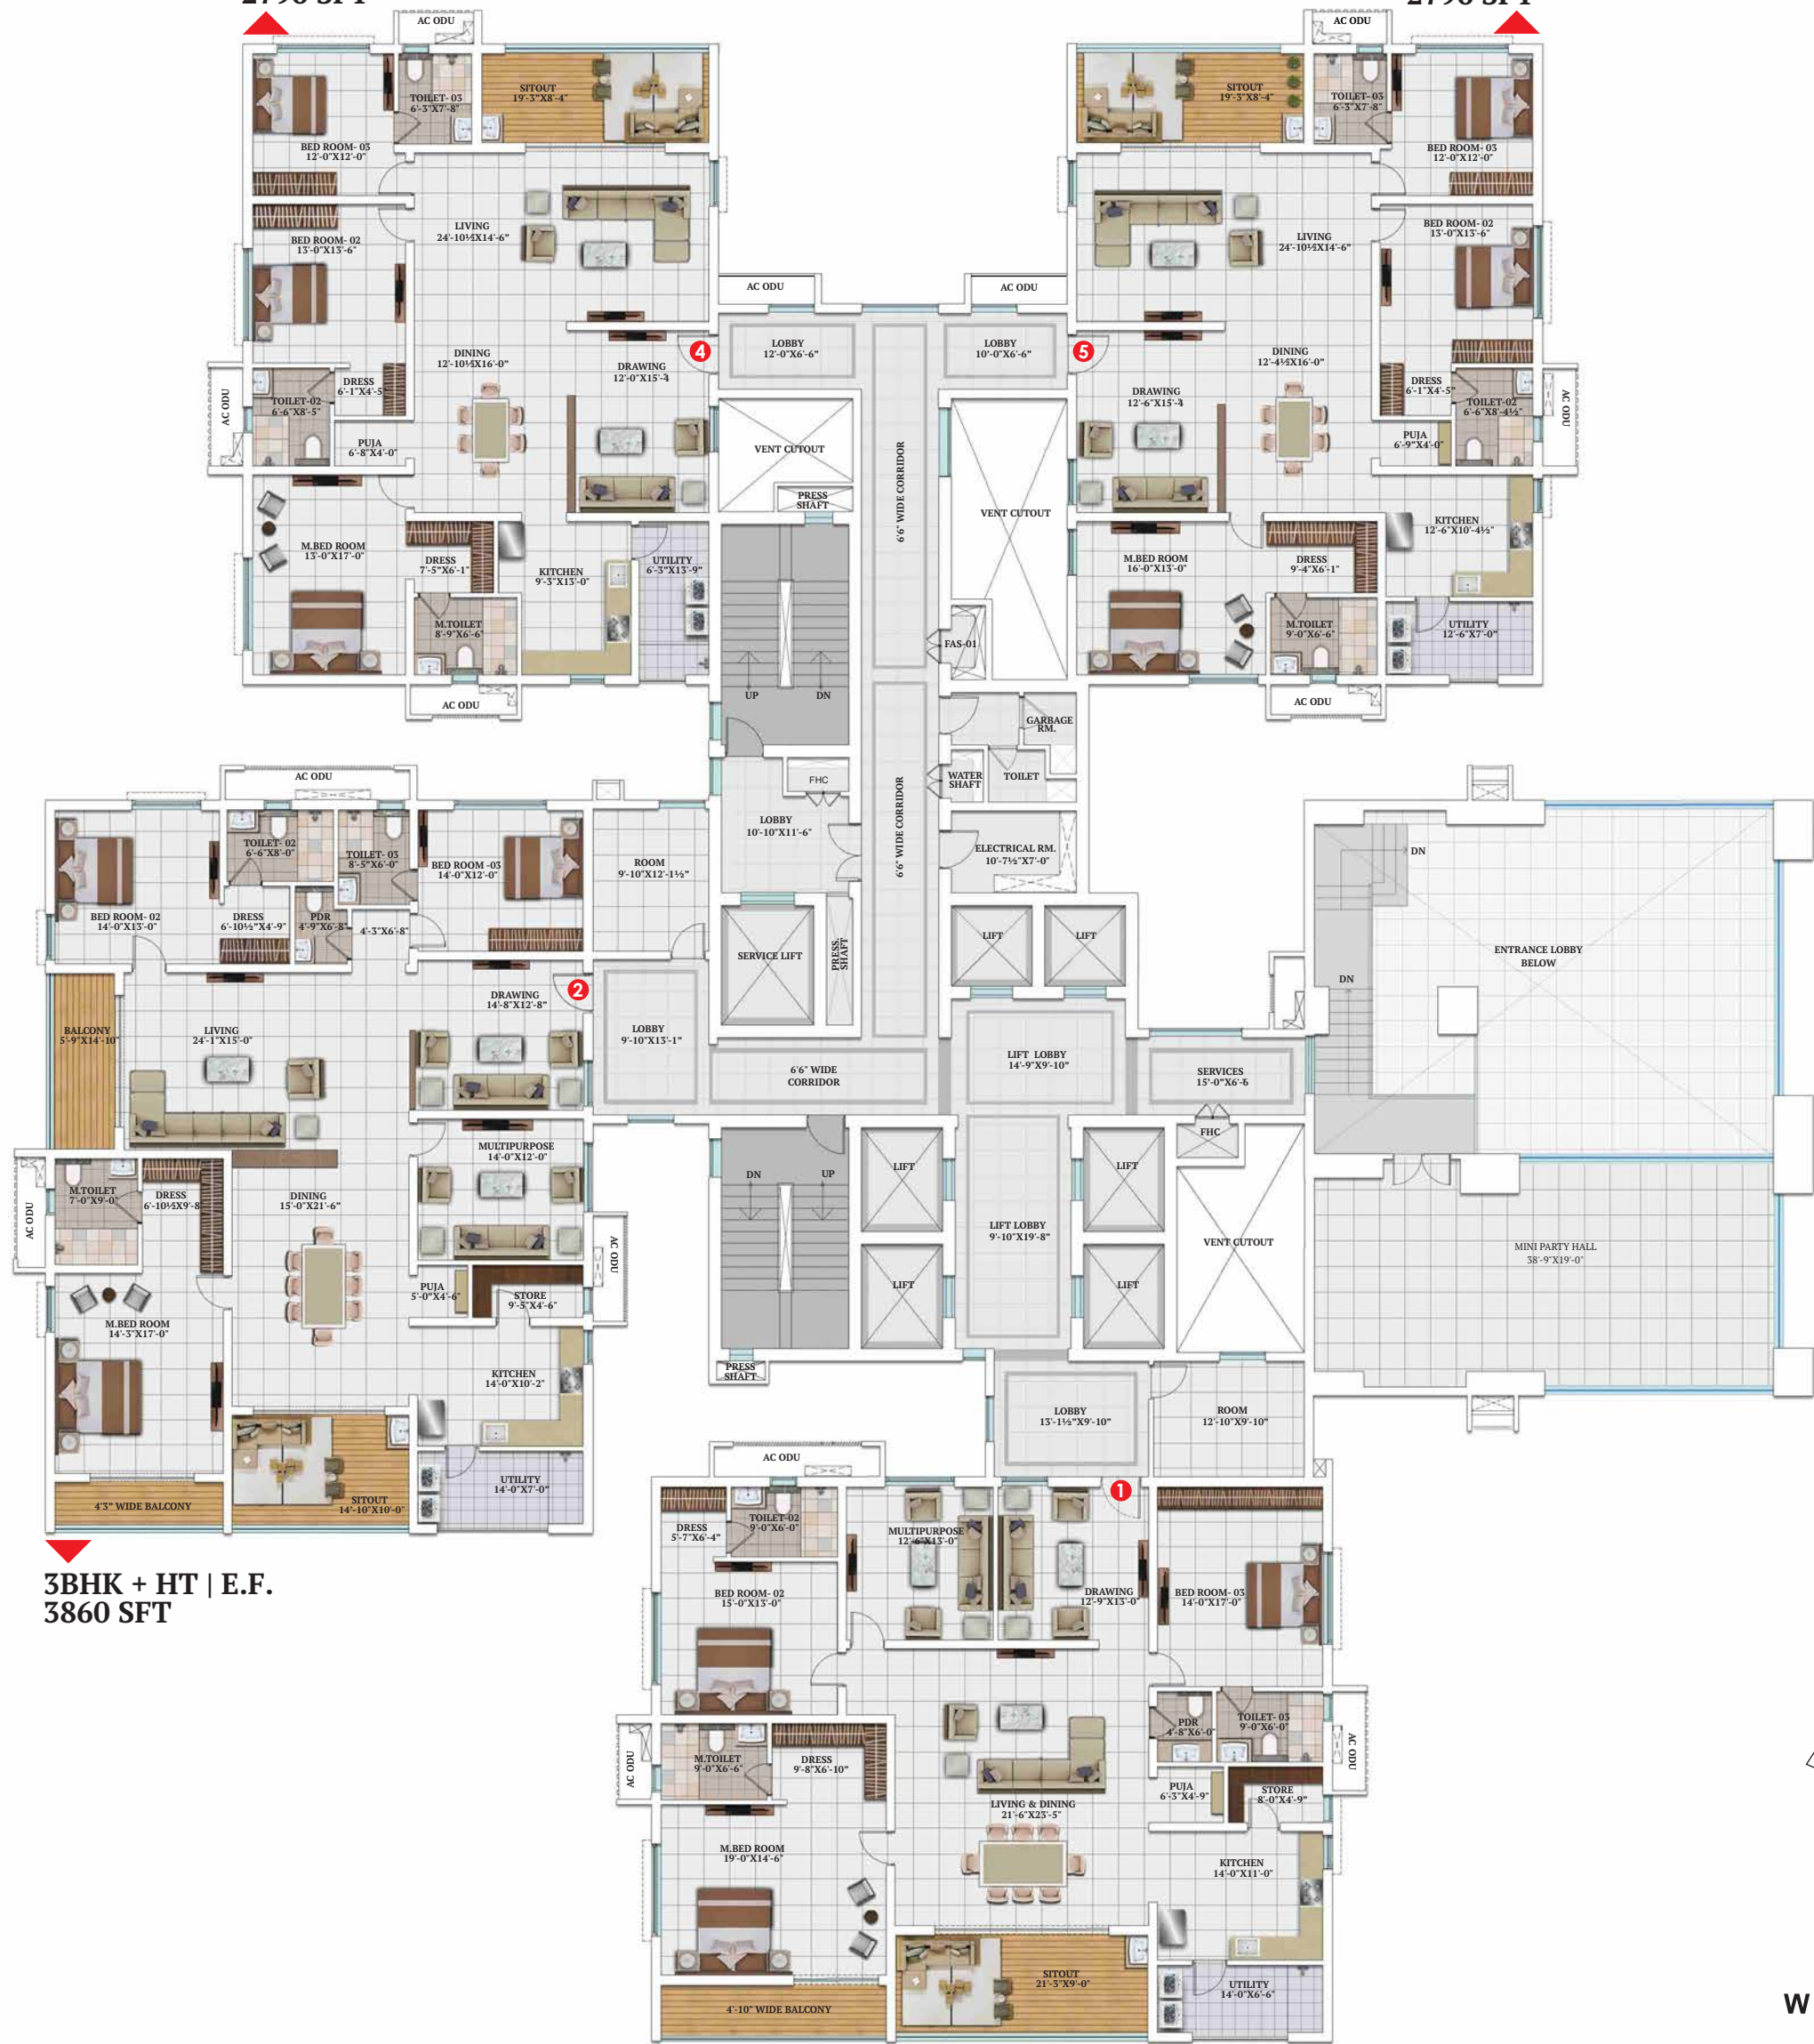 AC ODU
TOILET- 03
6'-3"X7'-8"
SITOUT
19'-3"X8'-4"
BED ROOM- 03
12'-0"X12'-0"
LIVING
24'-10½"X14'-6"
BED ROOM- 02
13'-0"X13'-6"
AC ODU
DINING
12'-10½"X16'-0"
DRAWING
12'-0"X15'-4
4
LOBBY
12'-0"X6'-6"
DRESS
6'-1"X4'-5"
TOILET-02
6'-6"X8'-5"
AC ODU
PUJA
6'-8"X4'-0"
VENT CUTOUT
PRESS
SHAFT
M.BED ROOM
13'-0"X17'-0"
DRESS
7'-5"X6'-1"
KITCHEN
9'-3"X13'-0"
UTILITY
6'-3"X13'-9"
M.TOILET
8'-9"X6'-6"
AC ODU
UP
DN
AC ODU
SITOUT
19'-3"X8'-4"
TOILET- 03
6'-3"X7'-8"
BED ROOM- 03
12'-0"X12'-0"
LIVING
24'-10½"X14'-6"
BED ROOM- 02
13'-0"X13'-6"
AC ODU
LOBBY
10'-0"X6'-6"
5
DINING
12'-4½"X16'-0"
DRAWING
12'-6"X15'-4
DRESS
6'-1"X4'-5"
TOILET-02
6'-6"X8'-4½"
AC ODU
PUJA
6'-9"X4'-0"
6'6" WIDE CORRIDOR
VENT CUTOUT
KITCHEN
12'-6"X10'-4½"
M.BED ROOM
16'-0"X13'-0"
DRESS
9'-4"X6'-1"
M.TOILET
9'-0"X6'-6"
UTILITY
12'-6"X7'-0"
FAS-01
AC ODU
GARBAGE
RM.
WATER
SHAFT
TOILET
FHC
LOBBY
10'-10"X11'-6"
6'6" WIDE CORRIDOR
ELECTRICAL RM.
10'-7½"X7'-0"
AC ODU
TOILET- 02
6'-6"X8'-0"
TOILET- 03
8'-5"X6'-0"
BED ROOM -03
14'-0"X12'-0"
ROOM
9'-10"X12'-1½"
BED ROOM- 02
14'-0"X13'-0"
DRESS
6'-10½"X4'-9"
PDR
4'-9"X6'-8"
4'-3"X6'-8"
SERVICE LIFT
PRESS.
SHAFT
LIFT
LIFT
DN
DN
ENTRANCE LOBBY
BELOW
DRAWING
14'-8"X12'-8"
2
BALCONY
5'-9"X14'-10"
LIVING
24'-1"X15'-0"
LOBBY
9'-10"X13'-1"
6'6" WIDE
CORRIDOR
LIFT LOBBY
14'-9"X9'-10"
SERVICES
15'-0"X6'-6
FHC
MULTIPURPOSE
14'-0"X12'-0"
M.TOILET
7'-0"X9'-0"
DRESS
6'-10½X9'-8
DINING
15'-0"X21'-6"
AC ODU
AC ODU
DN
UP
LIFT
LIFT
LIFT LOBBY
9'-10"X19'-8"
LIFT
LIFT
VENT CUTOUT
MINI PARTY HALL
38'-9"X19'-0"
PUJA
5'-0"X4'-6"
STORE
9'-5"X4'-6"
M.BED ROOM
14'-3"X17'-0"
KITCHEN
14'-0"X10'-2"
PRESS
SHAFT
LOBBY
13'-1½"X9'-10"
ROOM
12'-10"X9'-10"
UTILITY
14'-0"X7'-0"
4'3" WIDE BALCONY
SITOUT
14'-10"X10'-0"
3BHK + HT | E.F.
3860 SFT
AC ODU
1
DRESS
5'-7"X6'-4"
TOILET-02
9'-0"X6'-0"
MULTIPURPOSE
12'-6"X13'-0"
DRAWING
12'-9"X13'-0"
BED ROOM- 02
15'-0"X13'-0"
BED ROOM- 03
14'-0"X17'-0"
PDR
4'-8"X6'-0"
TOILET- 03
9'-0"X6'-0"
AC ODU
M.TOILET
9'-0"X6'-6"
DRESS
9'-8"X6'-10"
AC ODU
PUJA
6'-3"X4'-9"
STORE
8'-0"X4'-9"
LIVING & DINING
21'-6"X23'-5"
M.BED ROOM
19'-0"X14'-6"
KITCHEN
14'-0"X11'-0"
SITOUT
21'-3"X9'-0"
UTILITY
14'-0"X6'-6"
4'-10" WIDE BALCONY
W